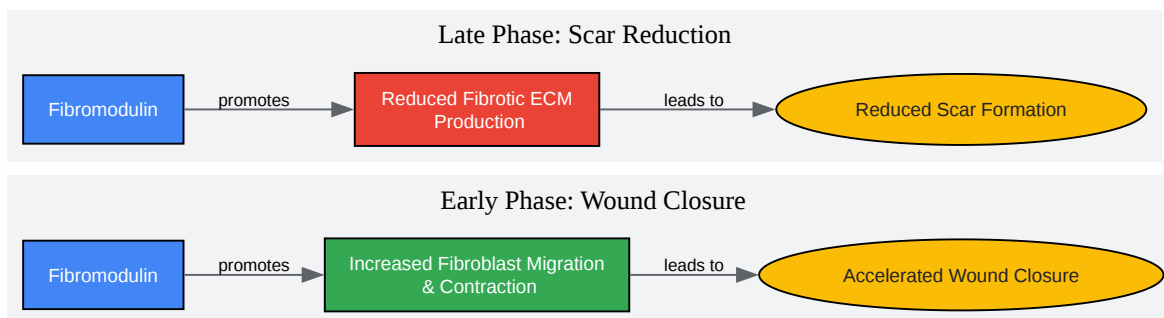 Late Phase: Scar Reduction
Fibromodulin
promotes
Reduced Fibrotic ECM
Production
leads to
Reduced Scar Formation
Early Phase: Wound Closure
Fibromodulin
promotes
Increased Fibroblast Migration
& Contraction
leads to
Accelerated Wound Closure